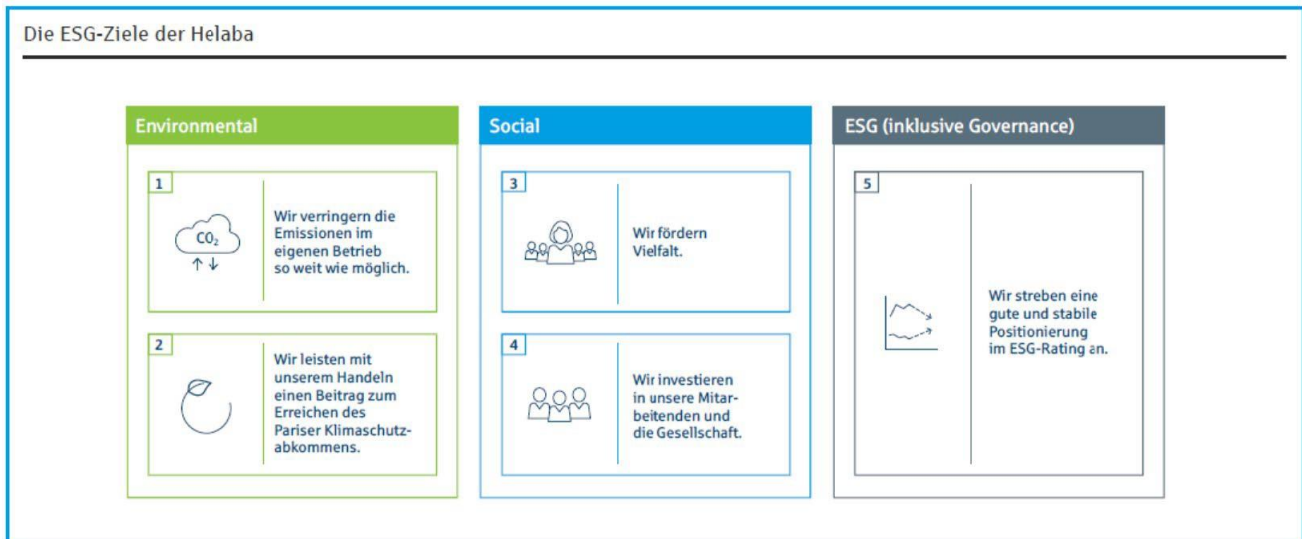 Die ESG-Ziele der Helaba
Environmental
1
CO₂
Wir verringern die
Emissionen im
eigenen Betrieb
so weit wie möglich.
2
Wir leisten mit
unserem Handeln
einen Beitrag zum
Erreichen des
Pariser Klimaschutz-
abkommens.
Social
3
Wir fördern
Vielfalt.
4
Wir investieren
in unsere Mitar-
beitenden und
die Gesellschaft.
ESG (inklusive Governance)
5
Wir streben eine
gute und stabile
Positionierung
im ESG-Rating an.